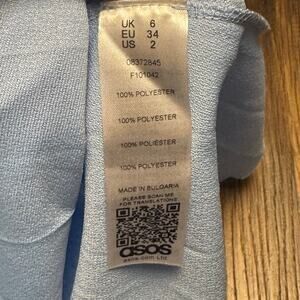 UK 6
EU 34
US 2
08372845
F101042
100% POLYESTER
100% POLYESTER
100% POLYESTER
100% POLYESTER
MADE IN BULGARIA
PLEASE SCAN ME
FOR TRANSLATIONS
asos
asos.com Ltd